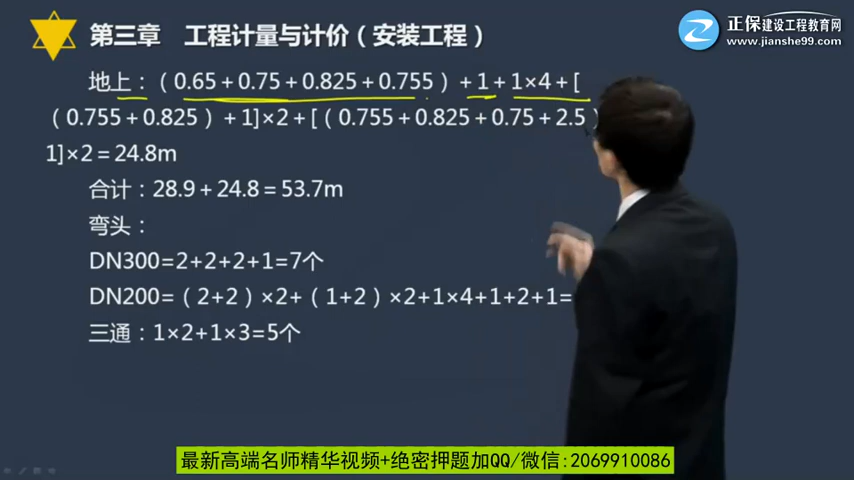 第三章 工程计量与计价（安装工程）
正保建设工程教育网
www.jianshe99.com
地上：（0.65+0.75+0.825+0.755）+1+1×4+[
（0.755+0.825）+1]×2+[（0.755+0.825+0.75+2.5）
1]×2=24.8m
合计：28.9+24.8=53.7m
弯头：
DN300=2+2+2+1=7个
DN200=（2+2）×2+（1+2）×2+1×4+1+2+1=
三通：1×2+1×3=5个
最新高端名师精华视频+绝密押题加QQ/微信:2069910086